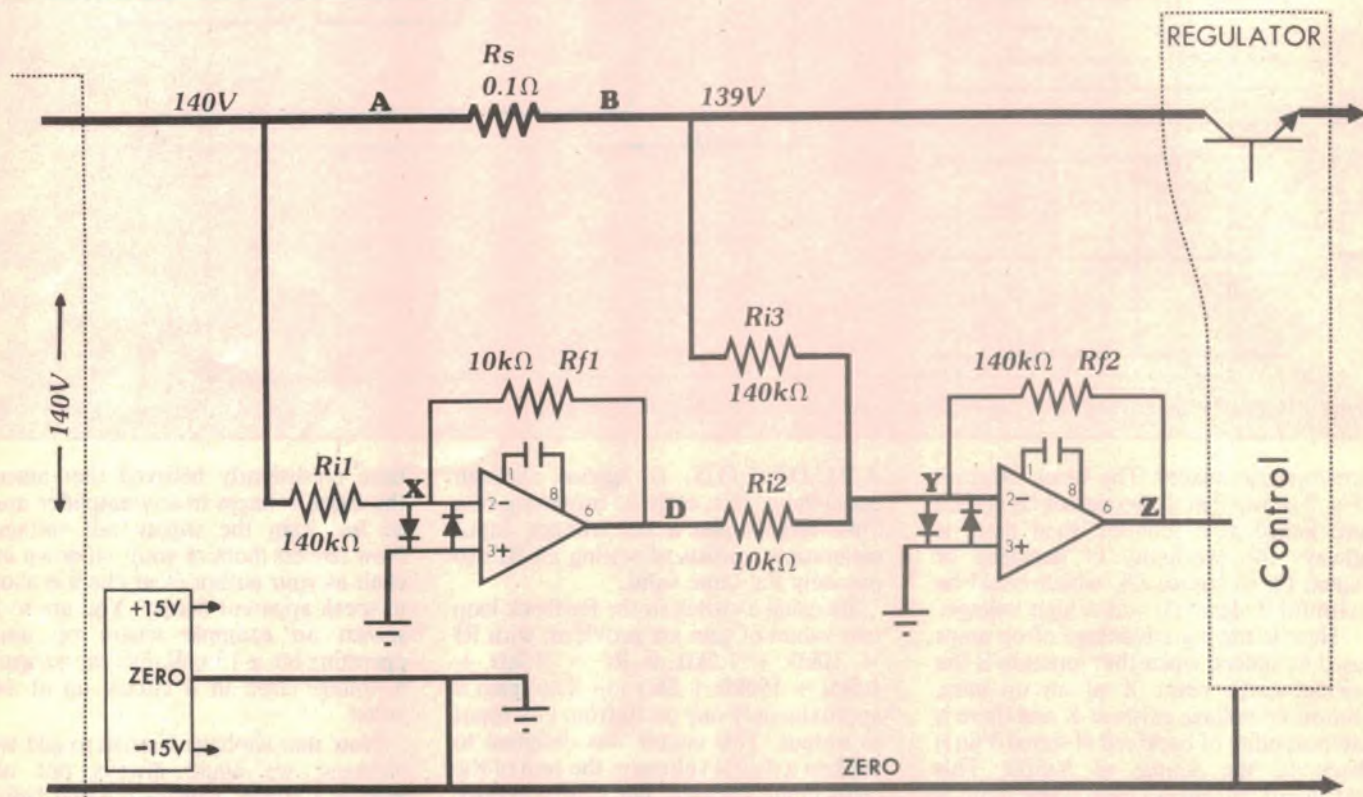 REGULATOR
Rs
0.1Ω
140V
A
B
139V
140V
Ri3
140kΩ
10kΩ Rf1
140kΩ Rf2
Ri1
140kΩ
X
1
8
2-
3+
6
D
Ri2
10kΩ
Y
1
8
2-
3+
6
Z
Control
+15V
ZERO
-15V
ZERO